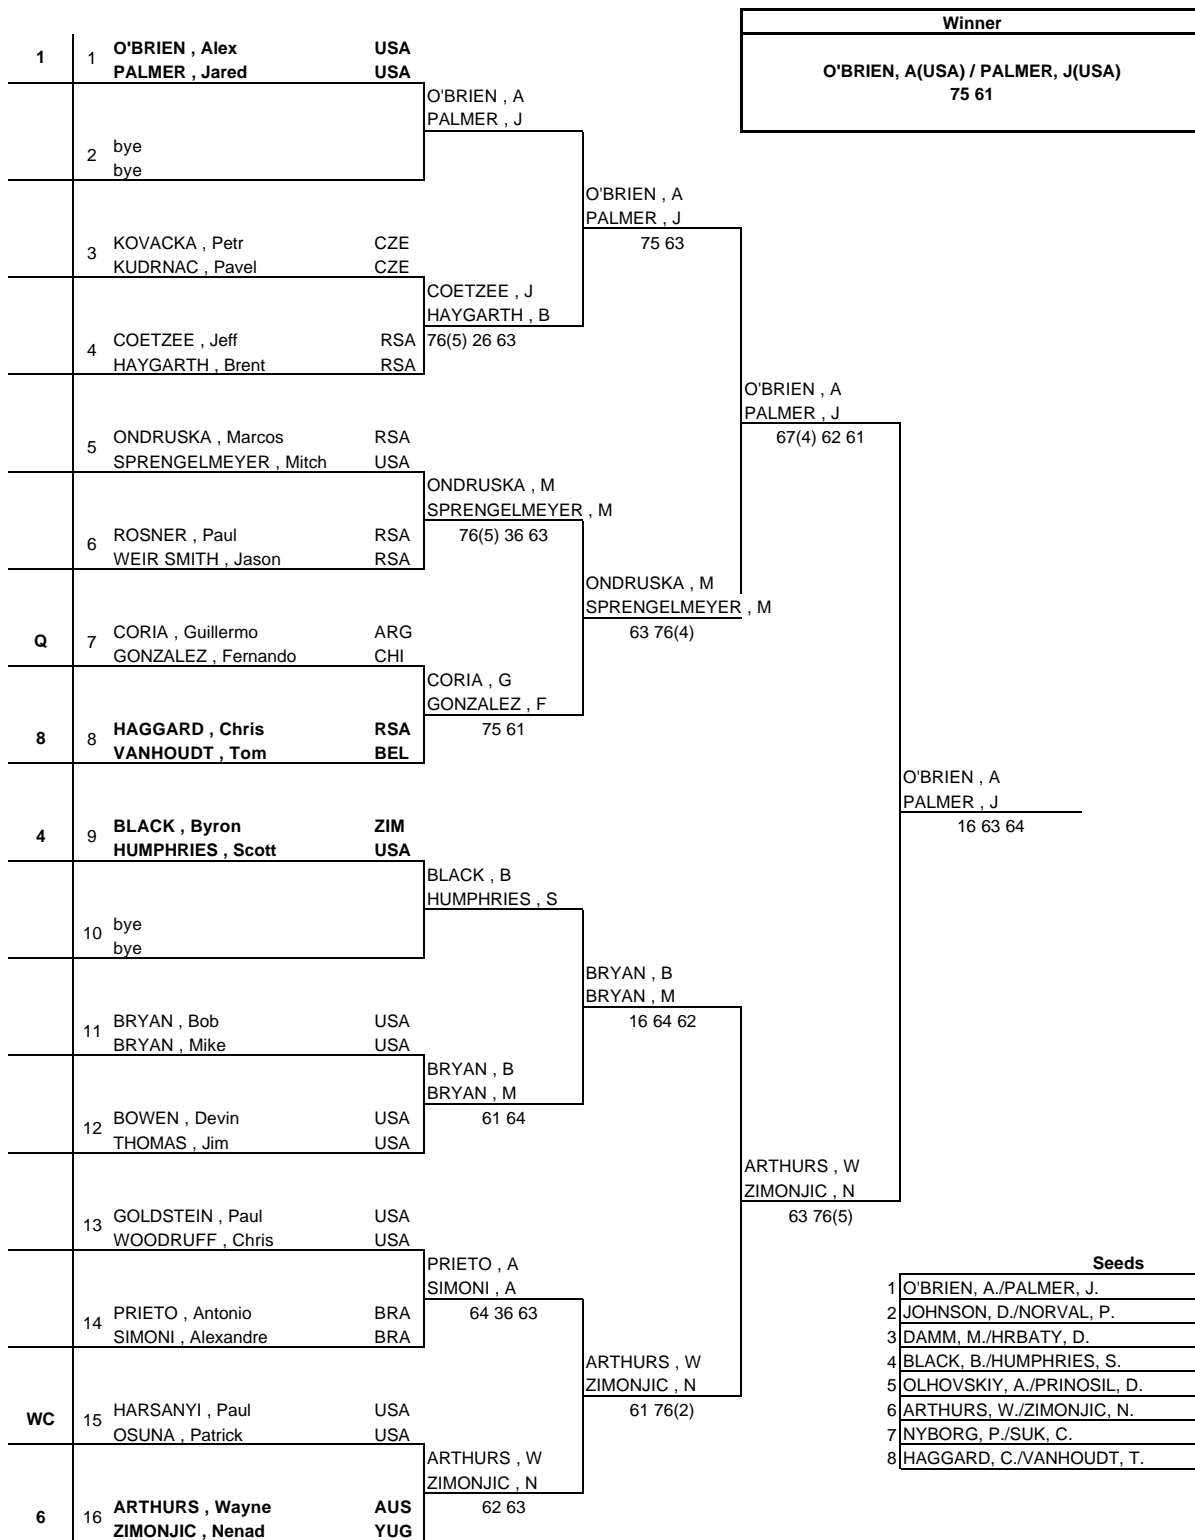 Winner
O'BRIEN, A(USA) / PALMER, J(USA)
75 61
1 1 O'BRIEN , Alex USA
PALMER , Jared USA
O'BRIEN , A
PALMER , J
2 bye
bye
O'BRIEN , A
PALMER , J
75 63
3 KOVACKA , Petr CZE
KUDRNAC , Pavel CZE
COETZEE , J
HAYGARTH , B
76(5) 26 63
4 COETZEE , Jeff RSA
HAYGARTH , Brent RSA
O'BRIEN , A
PALMER , J
67(4) 62 61
5 ONDRUSKA , Marcos RSA
SPRENGELMEYER , Mitch USA
ONDRUSKA , M
SPRENGELMEYER , M
76(5) 36 63
6 ROSNER , Paul RSA
WEIR SMITH , Jason RSA
ONDRUSKA , M
SPRENGELMEYER , M
63 76(4)
Q 7 CORIA , Guillermo ARG
GONZALEZ , Fernando CHI
CORIA , G
GONZALEZ , F
75 61
8 8 HAGGARD , Chris RSA
VANHOUDT , Tom BEL
O'BRIEN , A
PALMER , J
16 63 64
4 9 BLACK , Byron ZIM
HUMPHRIES , Scott USA
BLACK , B
HUMPHRIES , S
10 bye
bye
BRYAN , B
BRYAN , M
16 64 62
11 BRYAN , Bob USA
BRYAN , Mike USA
BRYAN , B
BRYAN , M
61 64
12 BOWEN , Devin USA
THOMAS , Jim USA
ARTHURS , W
ZIMONJIC , N
63 76(5)
13 GOLDSTEIN , Paul USA
WOODRUFF , Chris USA
PRIETO , A
SIMONI , A
64 36 63
14 PRIETO , Antonio BRA
SIMONI , Alexandre BRA
ARTHURS , W
ZIMONJIC , N
61 76(2)
WC 15 HARSANYI , Paul USA
OSUNA , Patrick USA
ARTHURS , W
ZIMONJIC , N
62 63
6 16 ARTHURS , Wayne AUS
ZIMONJIC , Nenad YUG
Seeds
1 O'BRIEN, A./PALMER, J.
2 JOHNSON, D./NORVAL, P.
3 DAMM, M./HRBATY, D.
4 BLACK, B./HUMPHRIES, S.
5 OLHOVSKIY, A./PRINOSIL, D.
6 ARTHURS, W./ZIMONJIC, N.
7 NYBORG, P./SUK, C.
8 HAGGARD, C./VANHOUDT, T.